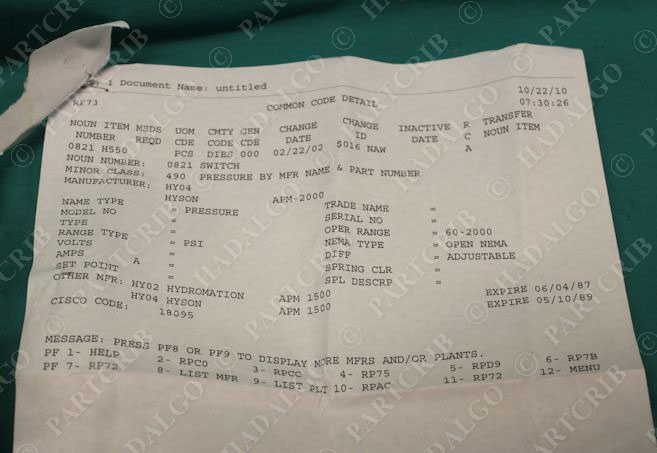 1 Document Name: untitled
RP73 COMMON CODE DETAIL 10/22/10
07:30:26
NOUN ITEM MSDS UOM CMTY GEN CHANGE CHANGE INACTIVE R TRANSFER
NUMBER REQD CDE CODE CDE DATE ID DATE C NOUN ITEM
0821 H550 PCS DIES 000 02/22/02 $016 NAW A
NOUN NUMBER: 0821 SWITCH
MINOR CLASS: 490 PRESSURE BY MFR NAME & PART NUMBER
MANUFACTURER: HY04
HYSON APM-2000
NAME TYPE = PRESSURE TRADE NAME =
MODEL NO = SERIAL NO =
TYPE = OPER RANGE = 60-2000
RANGE TYPE = PSI NEMA TYPE = OPEN NEMA
VOLTS = DIFF = ADJUSTABLE
AMPS A = SPRING CLR =
SET POINT = SPL DESCRP =
OTHER MFR: HY02 HYDROMATION APM 1500 EXPIRE 06/04/87
HY04 HYSON APM 1500 EXPIRE 05/10/89
CISCO CODE: 18095
MESSAGE: PRESS PF8 OR PF9 TO DISPLAY MORE MFRS AND/OR PLANTS.
PF 1- HELP 2- RPC0 3- RPCC 4- RP75 5- RPD9 6- RP7B
PF 7- RP72 8- LIST MFR 9- LIST PLT 10- RPAC 11- RP72 12- MENU
PARTCRIB
© HADALGO